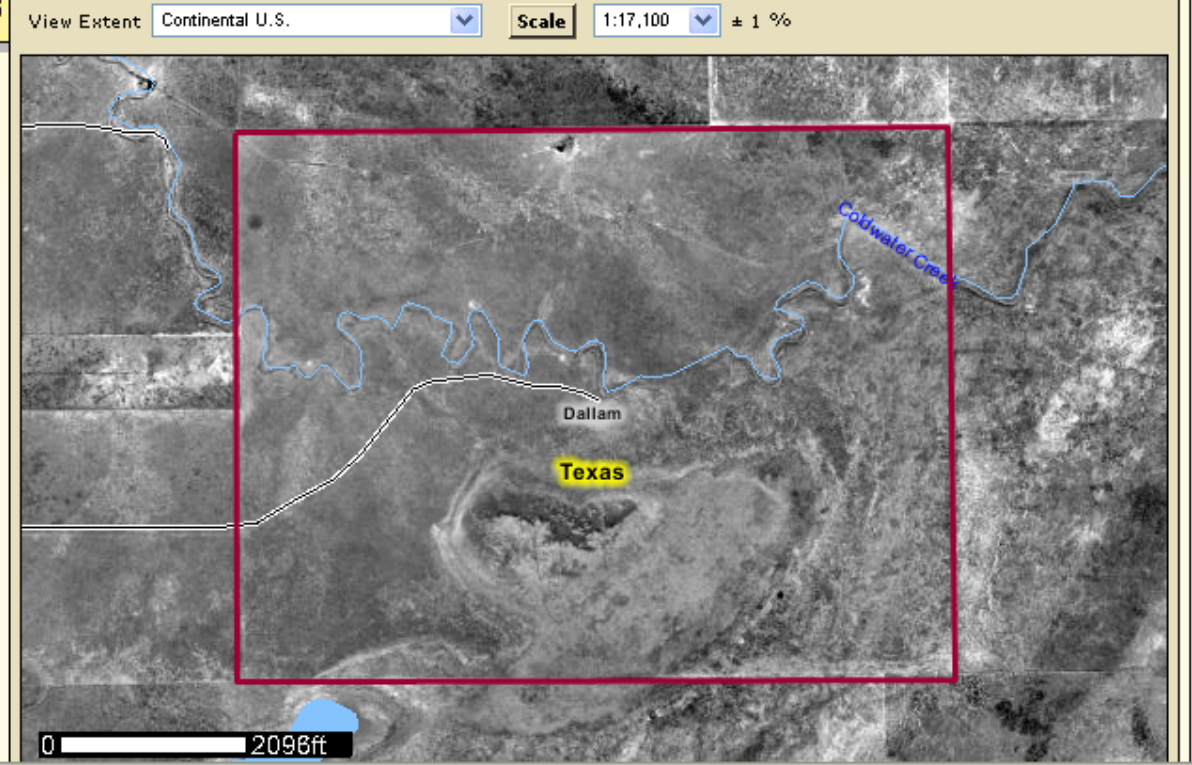 View Extent Continental U.S. Scale 1:17,100 ± 1 %
Coldwater Creek
Dallam
Texas
0 2096ft